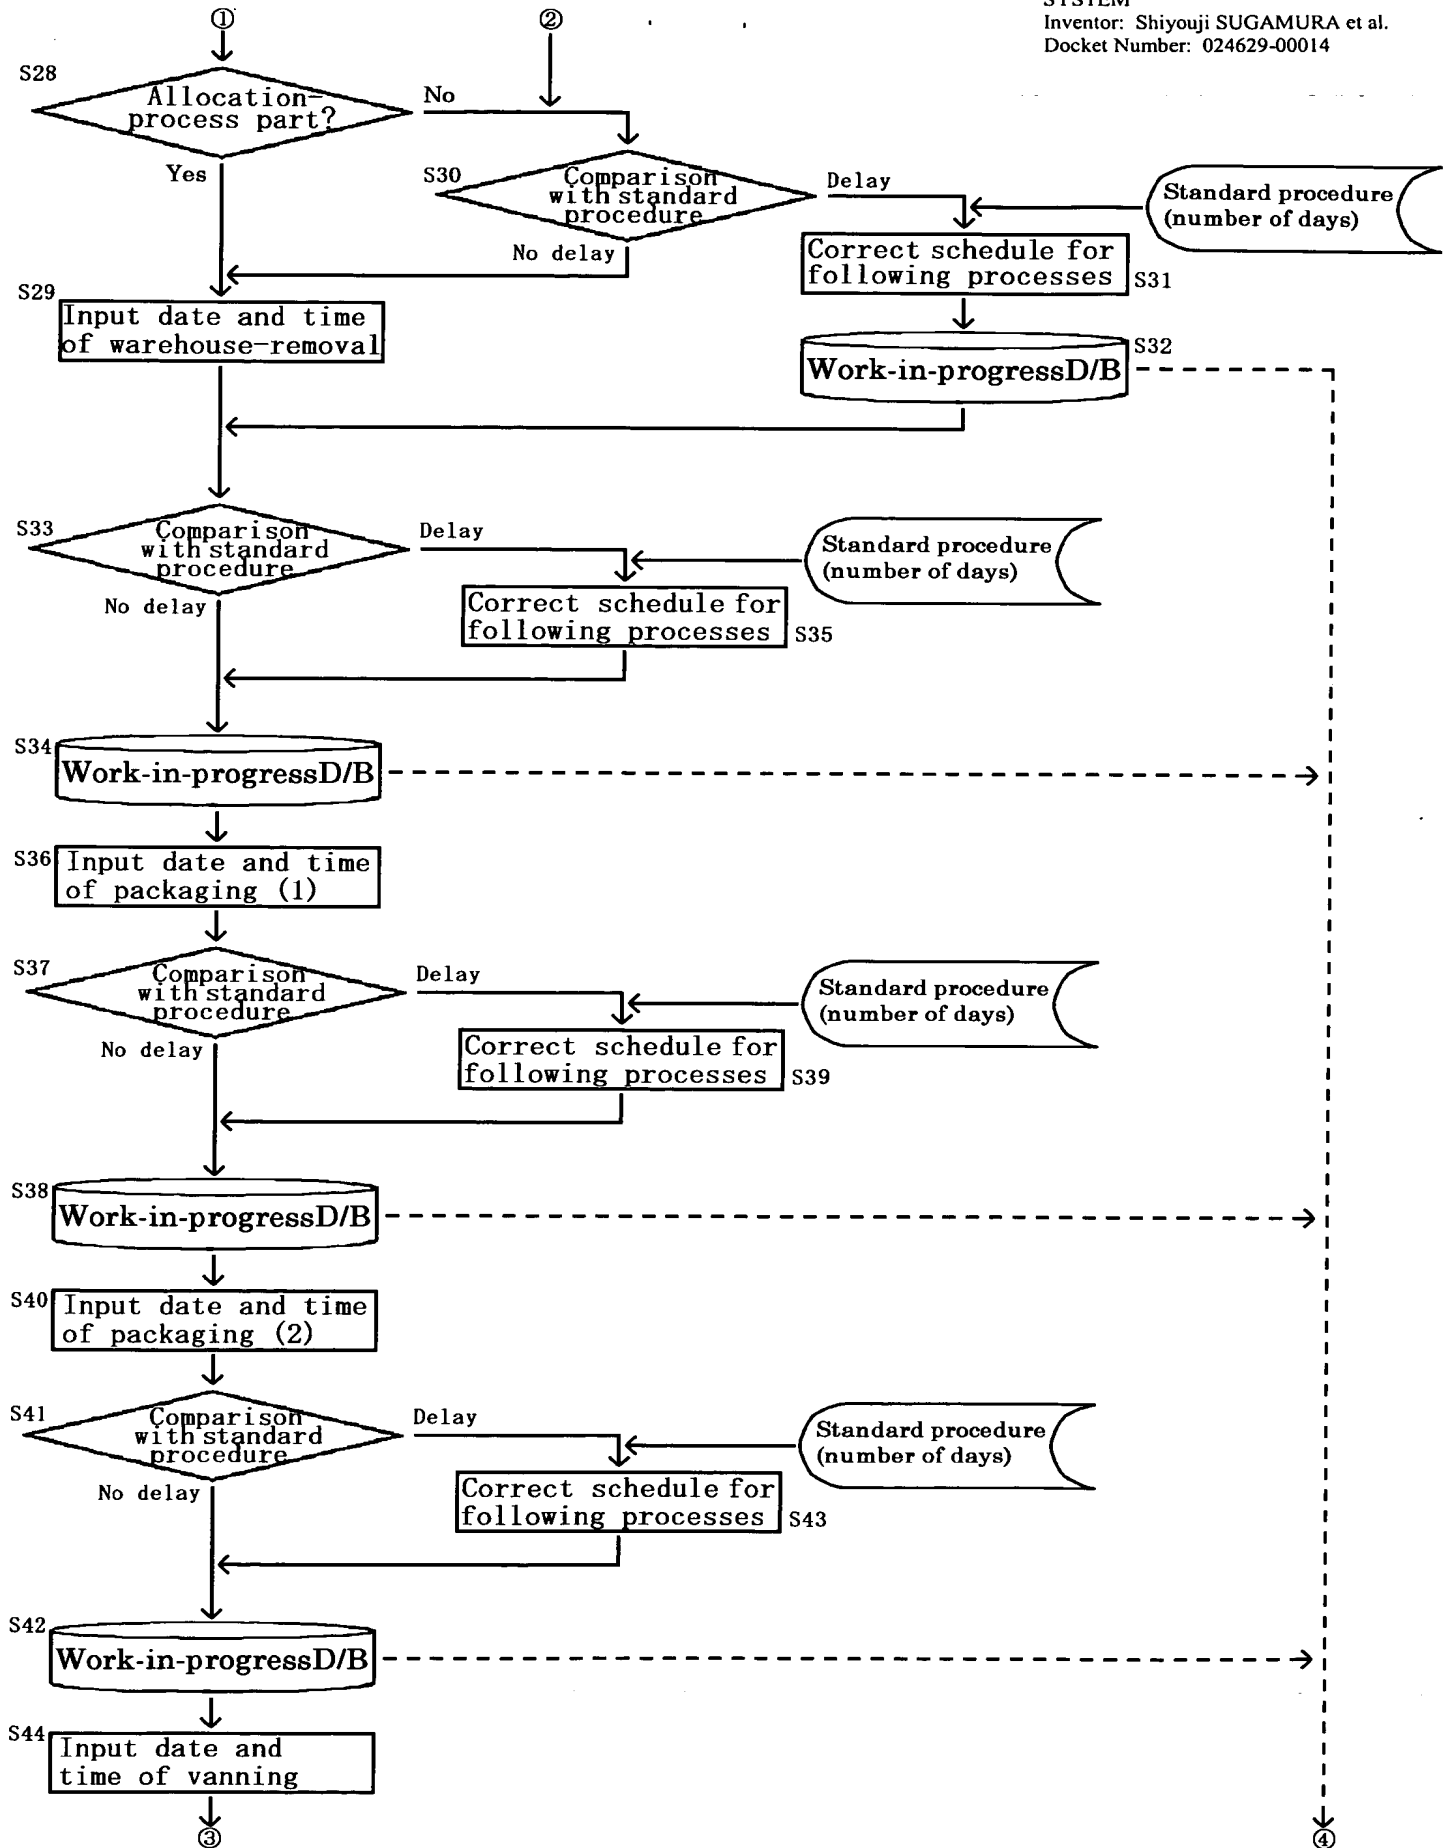 SYSTEM
Inventor: Shiyouji SUGAMURA et al.
Docket Number: 024629-00014
①
②
S28
Allocation-
process part?
No
Yes
S30
Comparison
with standard
procedure
Delay
No delay
Standard procedure
(number of days)
Correct schedule for
following processes
S31
S29
Input date and time
of warehouse-removal
S32
Work-in-progressD/B
S33
Comparison
with standard
procedure
Delay
No delay
Standard procedure
(number of days)
Correct schedule for
following processes
S35
S34
Work-in-progressD/B
S36
Input date and time
of packaging (1)
S37
Comparison
with standard
procedure
Delay
No delay
Standard procedure
(number of days)
Correct schedule for
following processes
S39
S38
Work-in-progressD/B
S40
Input date and time
of packaging (2)
S41
Comparison
with standard
procedure
Delay
No delay
Standard procedure
(number of days)
Correct schedule for
following processes
S43
S42
Work-in-progressD/B
S44
Input date and
time of vanning
③
④